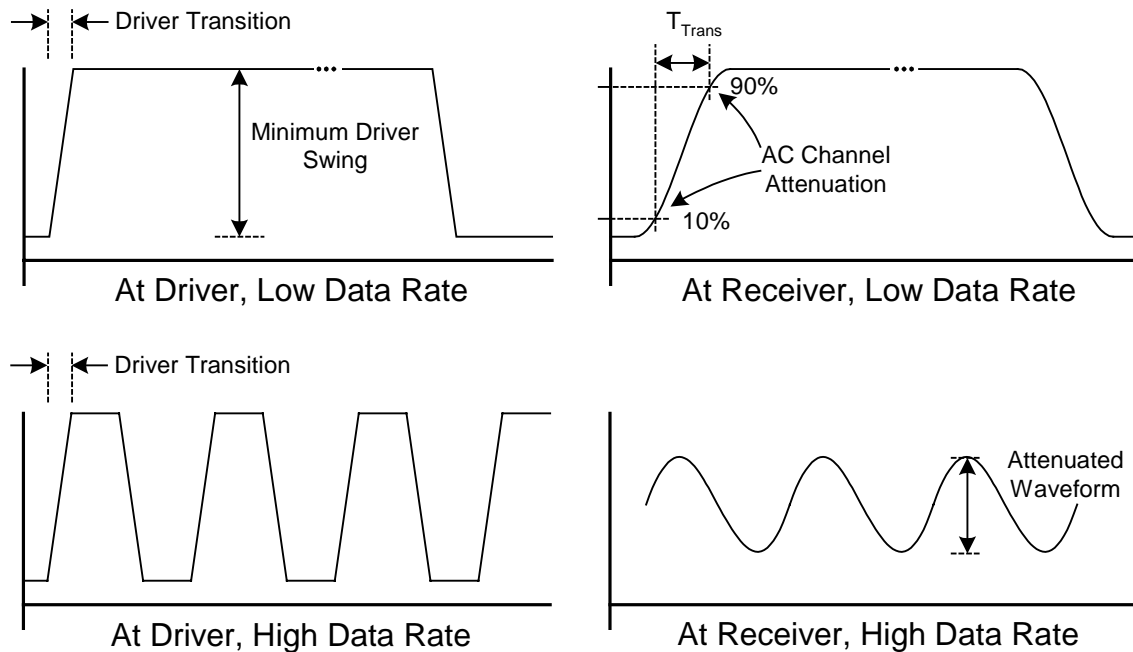 Driver Transition
Minimum Driver
Swing
At Driver, Low Data Rate
T Trans
90%
AC Channel
Attenuation
10%
At Receiver, Low Data Rate
Driver Transition
At Driver, High Data Rate
Attenuated
Waveform
At Receiver, High Data Rate